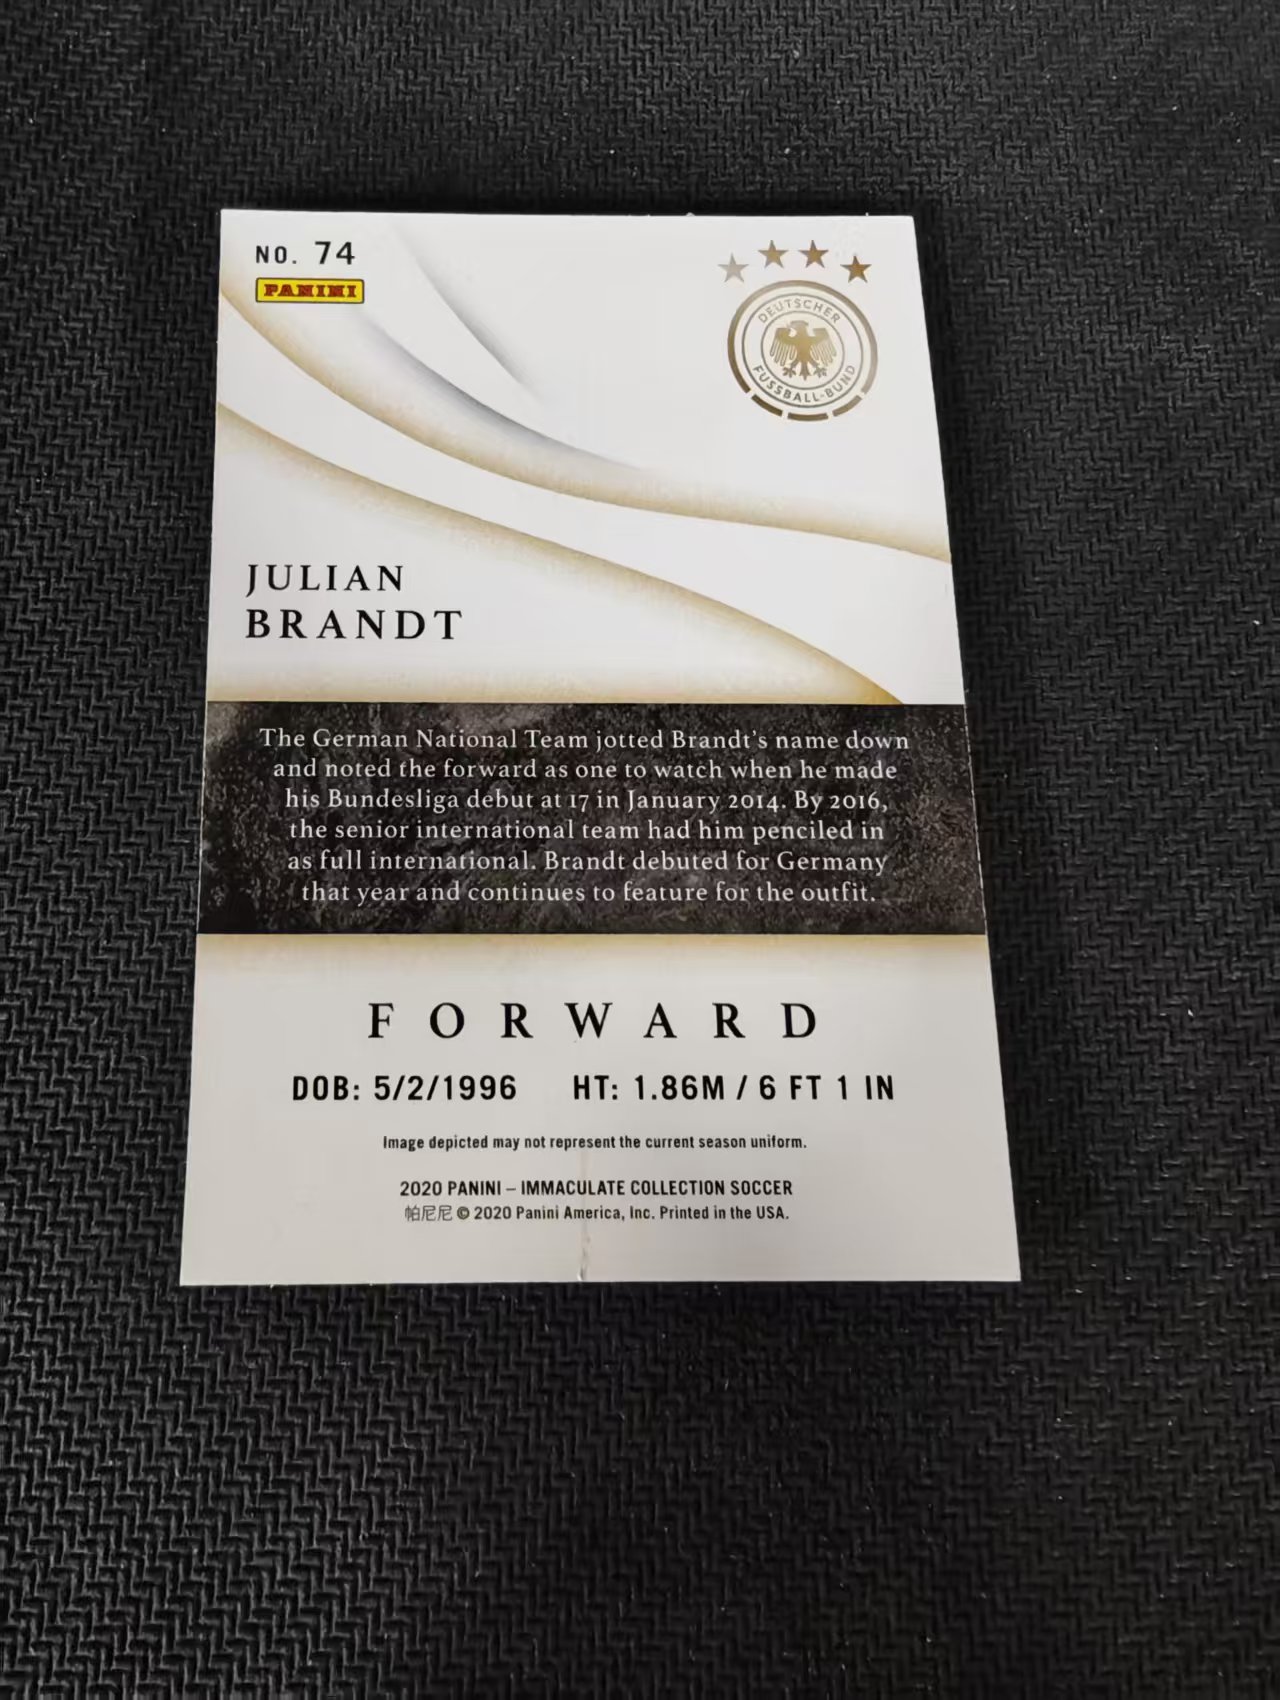 NO. 74
PANINI
DEUTSCHER
FUSSBALL-BUND
JULIAN
BRANDT
The German National Team jotted Brandt's name down
and noted the forward as one to watch when he made
his Bundesliga debut at 17 in January 2014. By 2016,
the senior international team had him penciled in
as full international. Brandt debuted for Germany
that year and continues to feature for the outfit.
FORWARD
DOB: 5/2/1996 HT: 1.86M / 6 FT 1 IN
Image depicted may not represent the current season uniform.
2020 PANINI – IMMACULATE COLLECTION SOCCER
帕尼尼 © 2020 Panini America, Inc. Printed in the USA.